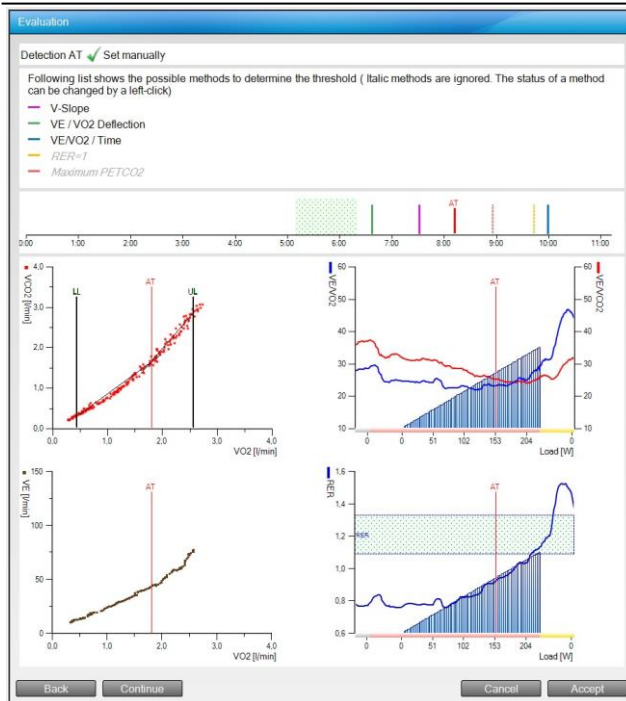 Evaluation
Detection AT Set manually
Following list shows the possible methods to determine the threshold ( Italic methods are ignored. The status of a method
can be changed by a left-click)
V-Slope
VE / VO2 Deflection
VE/VO2 / Time
RER=1
Maximum PETCO2
AT
0:00 1:00 2:00 3:00 4:00 5:00 6:00 7:00 8:00 9:00 10:00 11:00
VCO2 [l/min]
4,0
3,0
2,0
1,0
0,0
LL AT UL
0,0 1,0 2,0 3,0 4,0
VO2 [l/min]
VE/VO2
60
50
40
30
20
10
AT
VE/VCO2
60
50
40
30
20
10
0 0 51 102 153 204 0
Load [W]
VE [l/min]
150
100
50
0
AT
0,0 1,0 2,0 3,0 4,0
VO2 [l/min]
RER
1,6
1,4
1,2
1,0
0,8
0,6
AT
RER
0 0 51 102 153 204 0
Load [W]
Back Continue Cancel Accept